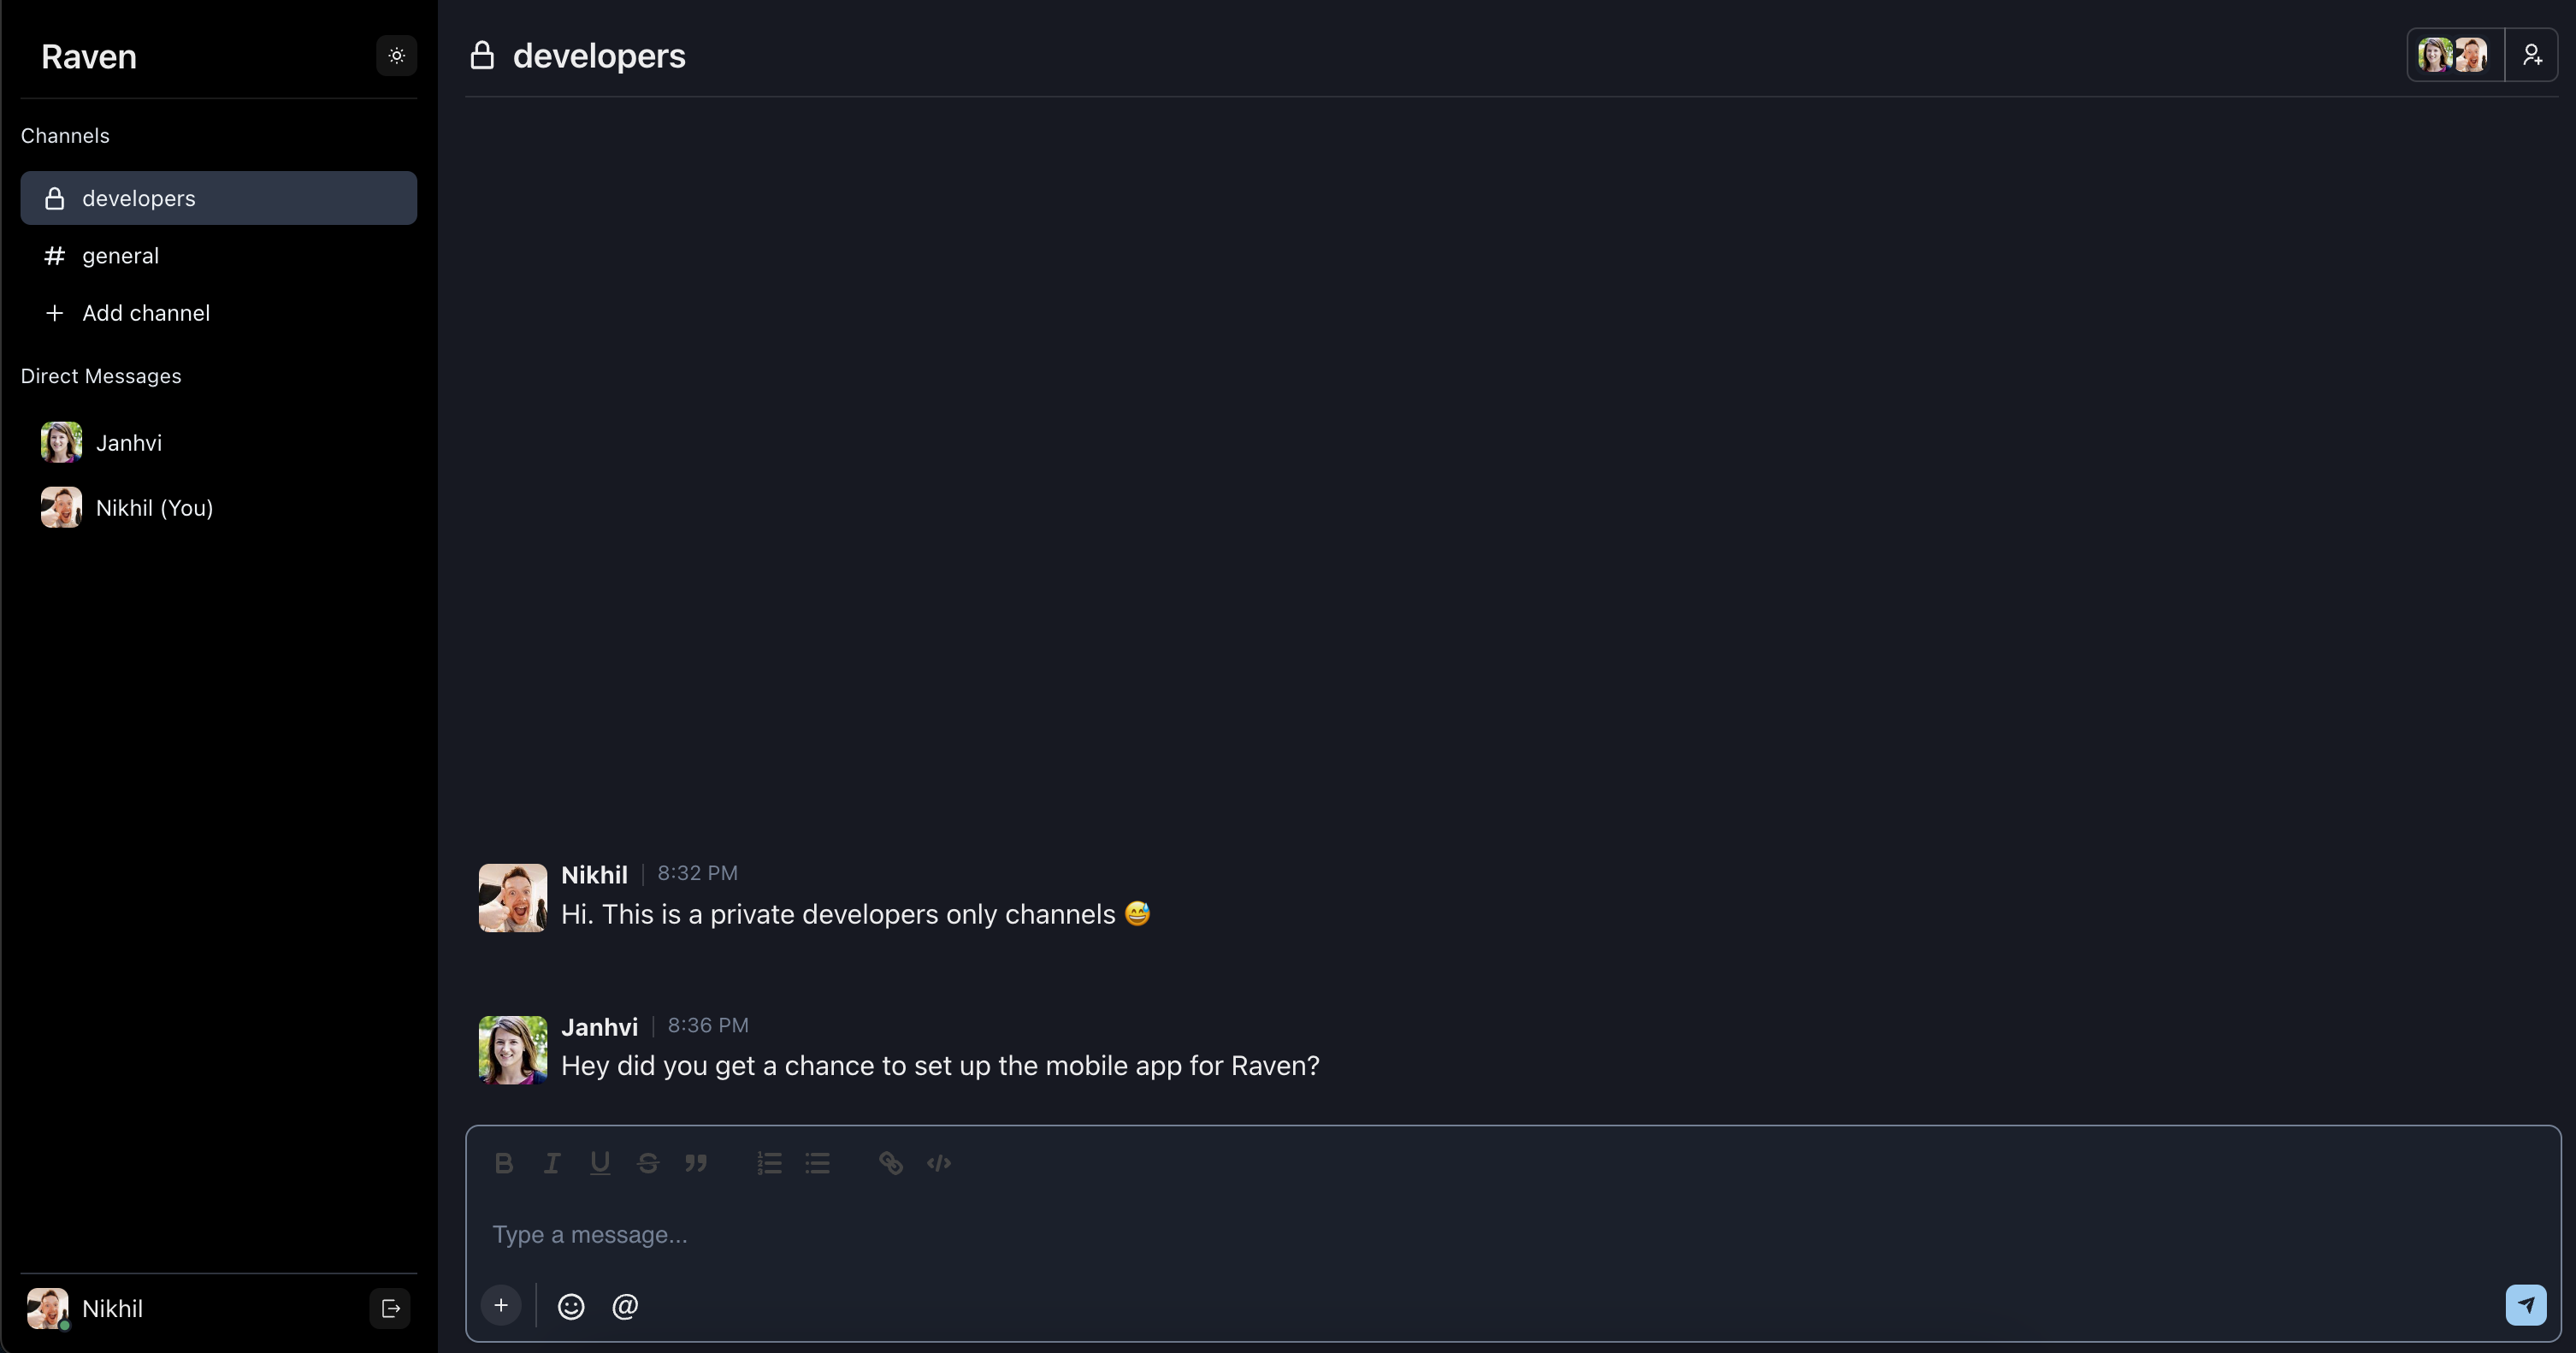 Raven
Channels
developers
# general
+ Add channel
Direct Messages
Janhvi
Nikhil (You)
Nikhil
developers
Nikhil | 8:32 PM
Hi. This is a private developers only channels 😅
Janhvi | 8:36 PM
Hey did you get a chance to set up the mobile app for Raven?
B I U S ” </>
Type a message...
+ @